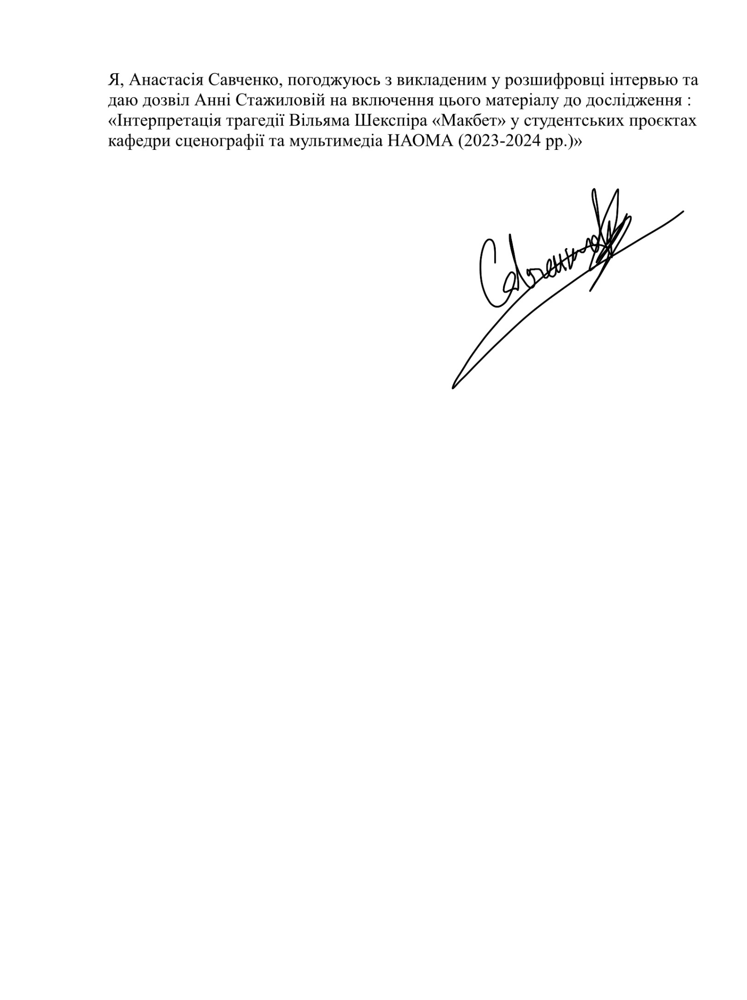 Я, Анастасія Савченко, погоджуюсь з викладеним у розшифровці інтервью та
даю дозвіл Анні Стажиловій на включення цього матеріалу до дослідження :
«Інтерпретація трагедії Вільяма Шекспіра «Макбет» у студентських проєктах
кафедри сценографії та мультимедіа НАОМА (2023-2024 рр.)»